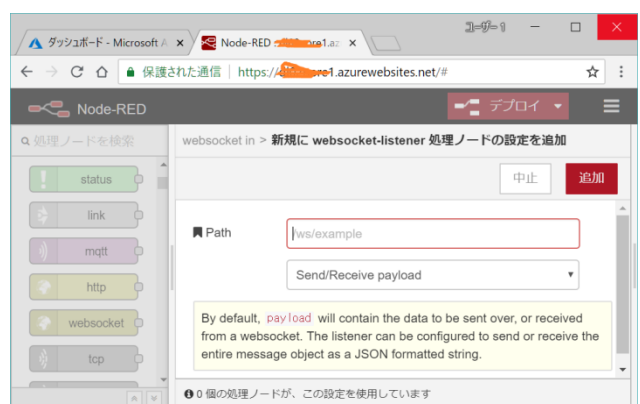 ユーザー1
ダッシュボード - Microsoft A
Node-RED
re1.az
保護された通信
https://
re1.azurewebsites.net/#
Node-RED
デプロイ
処理ノードを検索
websocket in > 新規に websocket-listener 処理ノードの設定を追加
中止
追加
status
link
mqtt
http
websocket
tcp
Path
/ws/example
Send/Receive payload
By default, payload will contain the data to be sent over, or received
from a websocket. The listener can be configured to send or receive the
entire message object as a JSON formatted string.
0 個の処理ノードが、この設定を使用しています